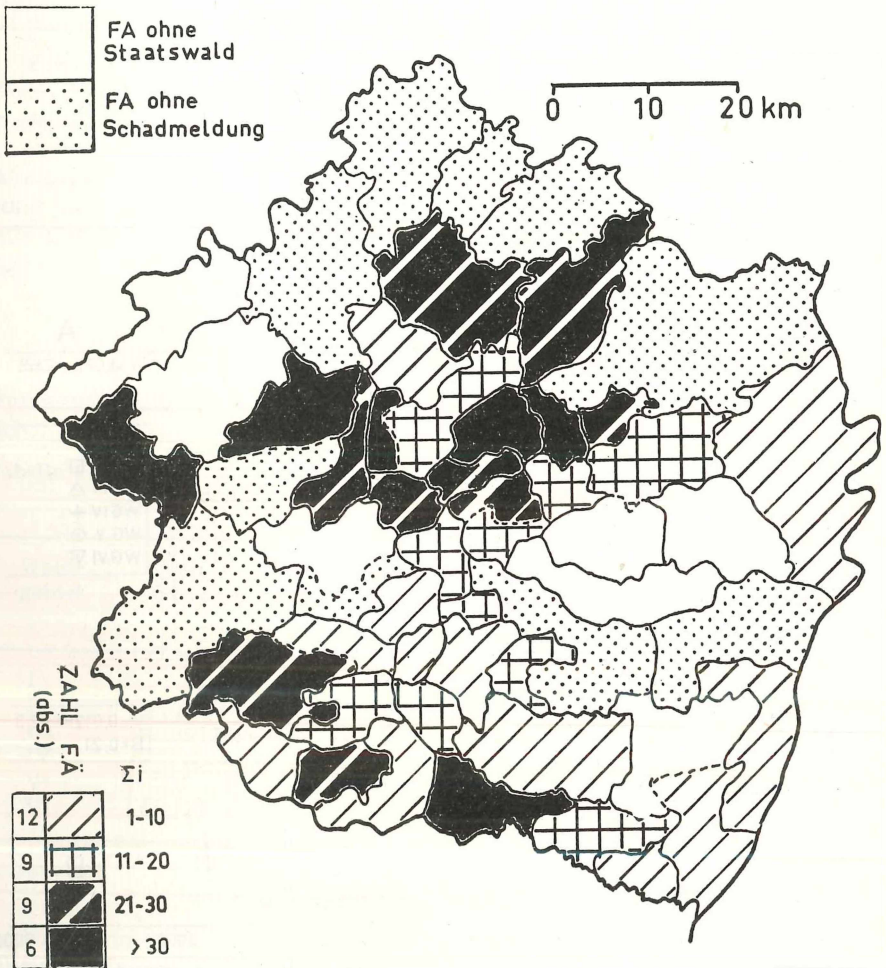 FA ohne
Staatswald
FA ohne
Schadmeldung
0 10 20 km
ZAHL FÄ
(abs.)
Σi
12 1-10
9 11-20
9 21-30
6 >30